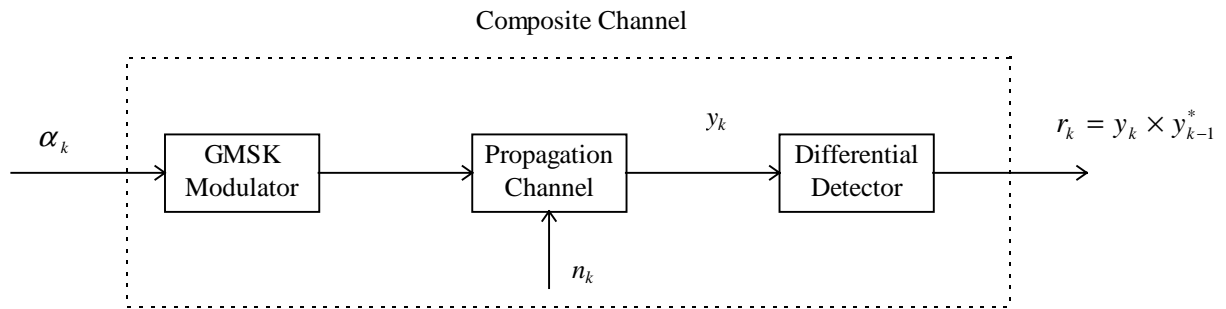 Composite Channel
α_k
GMSK
Modulator
Propagation
Channel
y_k
Differential
Detector
r_k = y_k × y*_{k−1}
n_k